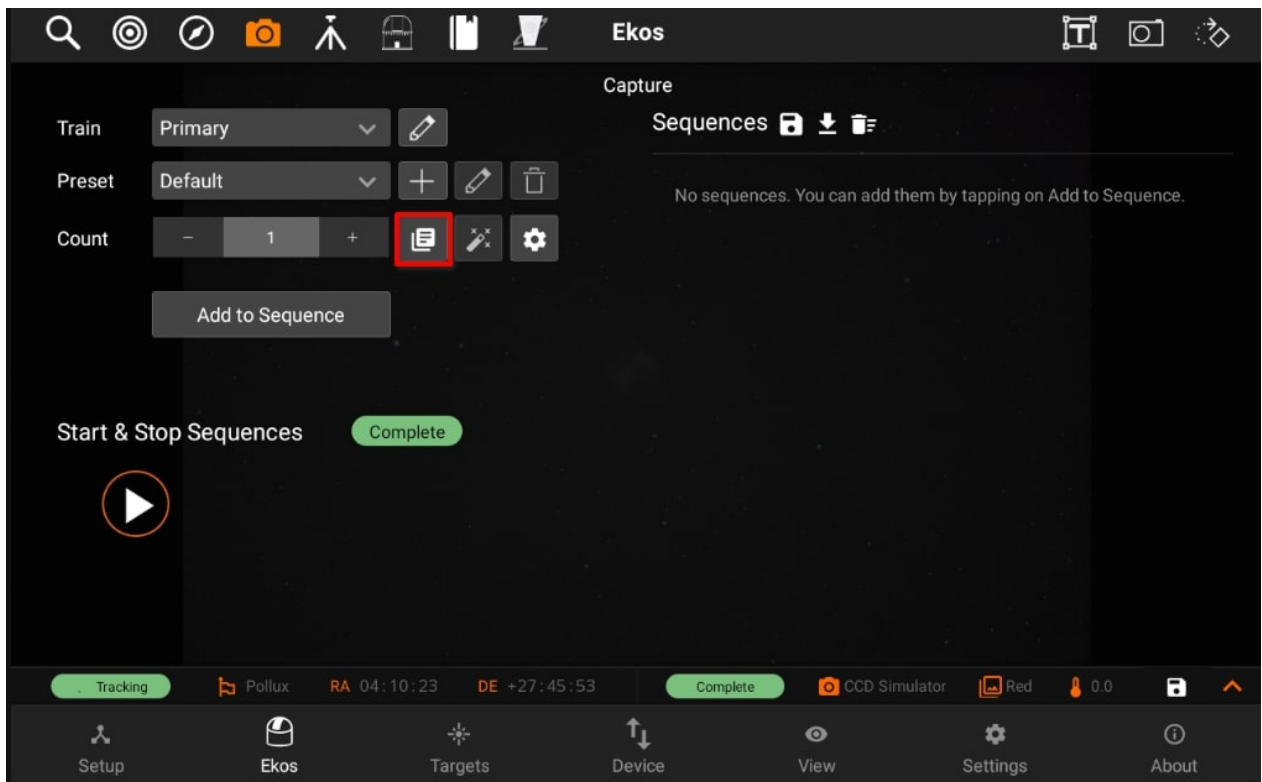 Ekos
Capture
Train Primary
Sequences
Preset Default
No sequences. You can add them by tapping on Add to Sequence.
Count − 1 +
Add to Sequence
Start & Stop Sequences Complete
Tracking Pollux RA 04:10:23 DE +27:45:53 Complete CCD Simulator Red 0.0
Setup Ekos Targets Device View Settings About